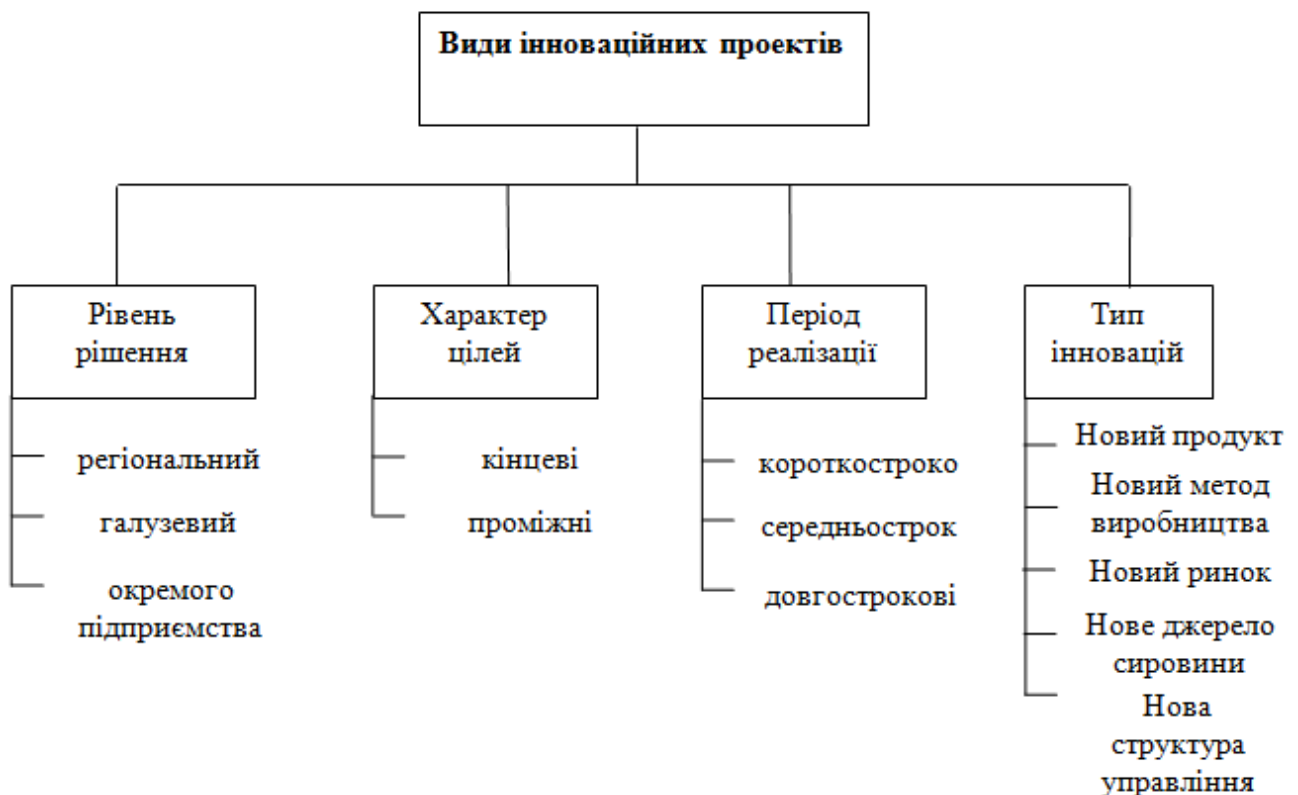 Види інноваційних проектів
Рівень
рішення
регіональний
галузевий
окремого
підприємства
Характер
цілей
кінцеві
проміжні
Період
реалізації
короткостроко
середньострок
довгострокові
Тип
інновацій
Новий продукт
Новий метод
виробництва
Новий ринок
Нове джерело
сировини
Нова
структура
управління